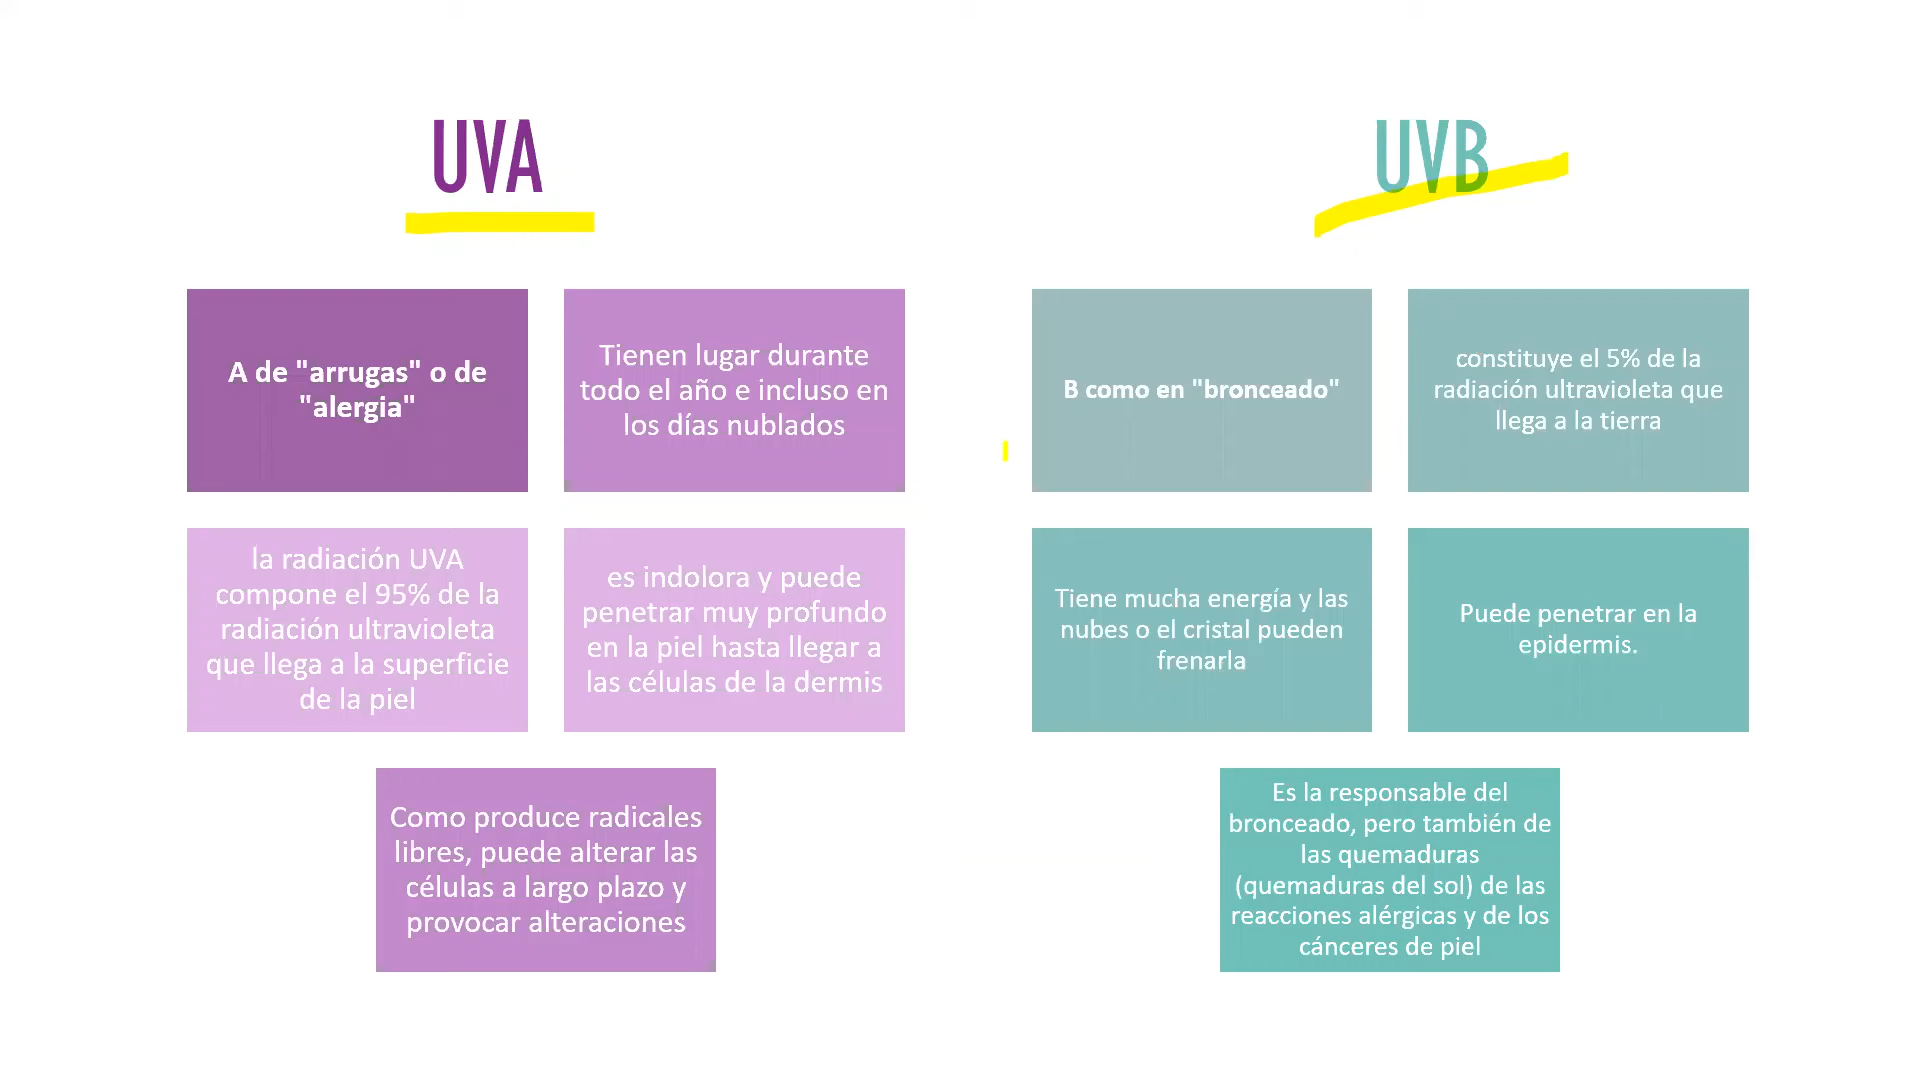 UVA
A de "arrugas" o de
"alergia"
Tienen lugar durante
todo el año e incluso en
los días nublados
la radiación UVA
compone el 95% de la
radiación ultravioleta
que llega a la superficie
de la piel
es indolora y puede
penetrar muy profundo
en la piel hasta llegar a
las células de la dermis
Como produce radicales
libres, puede alterar las
células a largo plazo y
provocar alteraciones
UVB
B como en "bronceado"
constituye el 5% de la
radiación ultravioleta que
llega a la tierra
Tiene mucha energía y las
nubes o el cristal pueden
frenarla
Puede penetrar en la
epidermis.
Es la responsable del
bronceado, pero también de
las quemaduras
(quemaduras del sol) de las
reacciones alérgicas y de los
cánceres de piel